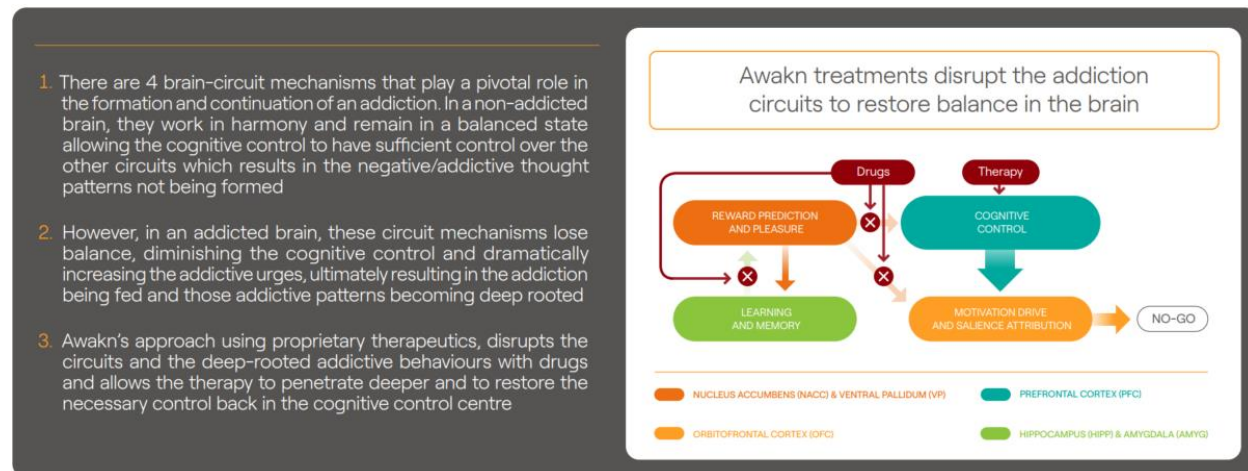 1. There are 4 brain-circuit mechanisms that play a pivotal role in
the formation and continuation of an addiction. In a non-addicted
brain, they work in harmony and remain in a balanced state
allowing the cognitive control to have sufficient control over the
other circuits which results in the negative/addictive thought
patterns not being formed
2. However, in an addicted brain, these circuit mechanisms lose
balance, diminishing the cognitive control and dramatically
increasing the addictive urges, ultimately resulting in the addiction
being fed and those addictive patterns becoming deep rooted
3. Awakn's approach using proprietary therapeutics, disrupts the
circuits and the deep-rooted addictive behaviours with drugs
and allows the therapy to penetrate deeper and to restore the
necessary control back in the cognitive control centre
Awakn treatments disrupt the addiction
circuits to restore balance in the brain
Drugs
Therapy
REWARD PREDICTION
AND PLEASURE
COGNITIVE
CONTROL
LEARNING
AND MEMORY
MOTIVATION DRIVE
AND SALIENCE ATTRIBUTION
NO-GO
NUCLEUS ACCUMBENS (NACC) & VENTRAL PALLIDUM (VP)
PREFRONTAL CORTEX (PFC)
ORBITOFRONTAL CORTEX (OFC)
HIPPOCAMPUS (HIPP) & AMYGDALA (AMYG)